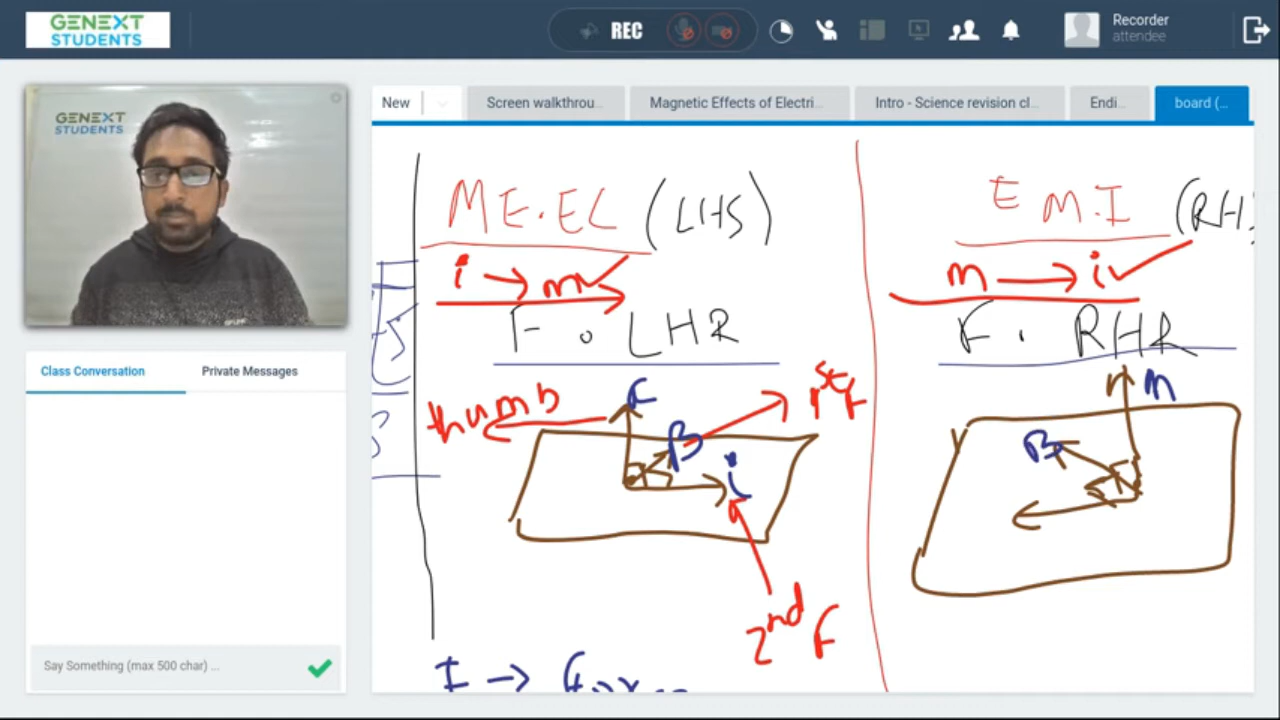 GENEXT
STUDENTS
REC
Recorder
attendee
GENEXT
STUDENTS
Class Conversation
Private Messages
Say Something (max 500 char) ...
New
Screen walkthrou
Magnetic Effects of Electri
Intro - Science revision cl
Endi
board (...
ME.EL (LHS)
i → m
F. LHR
thumb
F
B
1st F
i
2nd F
I →
E M.I (RH
m → i
F. RHR
m
B